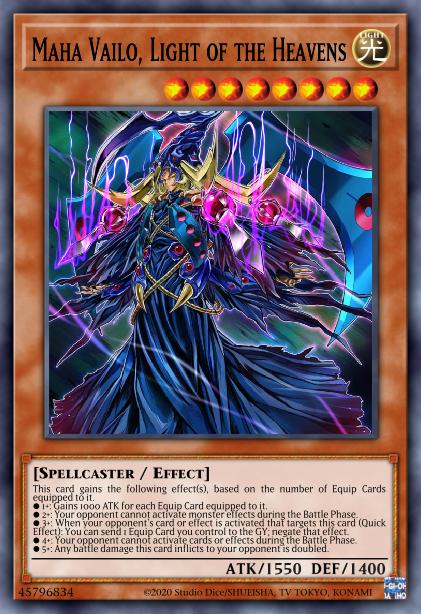 MAHA VAILO, LIGHT OF THE HEAVENS
LIGHT
光
[SPELLCASTER / EFFECT]
This card gains the following effect(s), based on the number of Equip Cards
equipped to it.
● 1+: Gains 1000 ATK for each Equip Card equipped to it.
● 2+: Your opponent cannot activate monster effects during the Battle Phase.
● 3+: When your opponent's card or effect is activated that targets this card (Quick
Effect): You can send 1 Equip Card you control to the GY; negate that effect.
● 4+: Your opponent cannot activate cards or effects during the Battle Phase.
● 5+: Any battle damage this card inflicts to your opponent is doubled.
ATK/1550 DEF/1400
45796834 ©2020 Studio Dice/SHUEISHA, TV TOKYO, KONAMI